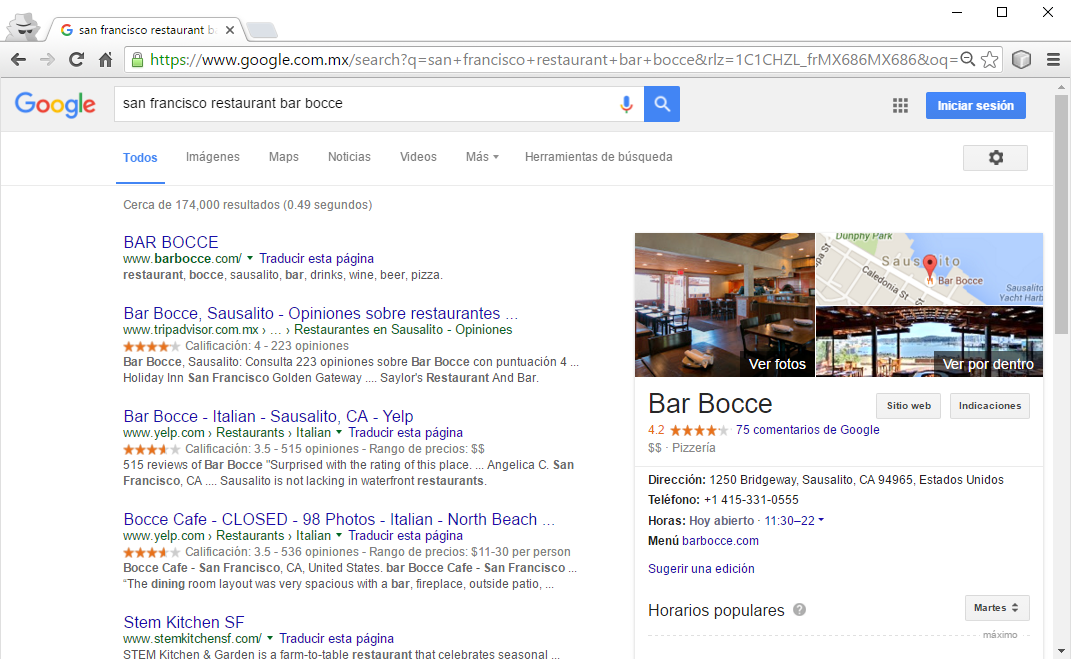 san francisco restaurant b
https://www.google.com.mx/search?q=san+francisco+restaurant+bar+bocce&rlz=1C1CHZL_frMX686MX686&oq=
Google
san francisco restaurant bar bocce
Iniciar sesión
Todos
Imágenes
Maps
Noticias
Videos
Más
Herramientas de búsqueda
Cerca de 174,000 resultados (0.49 segundos)
BAR BOCCE
www.barbocce.com/ Traducir esta página
restaurant, bocce, sausalito, bar, drinks, wine, beer, pizza.
Bar Bocce, Sausalito - Opiniones sobre restaurantes ...
www.tripadvisor.com.mx › ... › Restaurantes en Sausalito - Opiniones
Calificación: 4 - 223 opiniones
Bar Bocce, Sausalito: Consulta 223 opiniones sobre Bar Bocce con puntuación 4 ...
Holiday Inn San Francisco Golden Gateway .... Saylor's Restaurant And Bar.
Bar Bocce - Italian - Sausalito, CA - Yelp
www.yelp.com › Restaurants › Italian Traducir esta página
Calificación: 3.5 - 515 opiniones - Rango de precios: $$
515 reviews of Bar Bocce "Surprised with the rating of this place. ... Angelica C. San
Francisco, CA .... Sausalito is not lacking in waterfront restaurants.
Bocce Cafe - CLOSED - 98 Photos - Italian - North Beach ...
www.yelp.com › Restaurants › Italian Traducir esta página
Calificación: 3.5 - 536 opiniones - Rango de precios: $11-30 per person
Bocce Cafe - San Francisco, CA, United States. bar Bocce Cafe - San Francisco ...
“The dining room layout was very spacious with a bar, fireplace, outside patio, ...
Stem Kitchen SF
www.stemkitchensf.com/ Traducir esta página
STEM Kitchen & Garden is a farm-to-table restaurant that celebrates seasonal ...
Dunphy Park
pa St
Sausalito
Caledonia St
Bar Bocce
Sausalito
Yacht Harb
Ver fotos
Ver por dentro
Bar Bocce
Sitio web
Indicaciones
4.2 75 comentarios de Google
$$ · Pizzería
Dirección: 1250 Bridgeway, Sausalito, CA 94965, Estados Unidos
Teléfono: +1 415-331-0555
Horas: Hoy abierto · 11:30–22
Menú barbocce.com
Sugerir una edición
Horarios populares ?
Martes
máximo